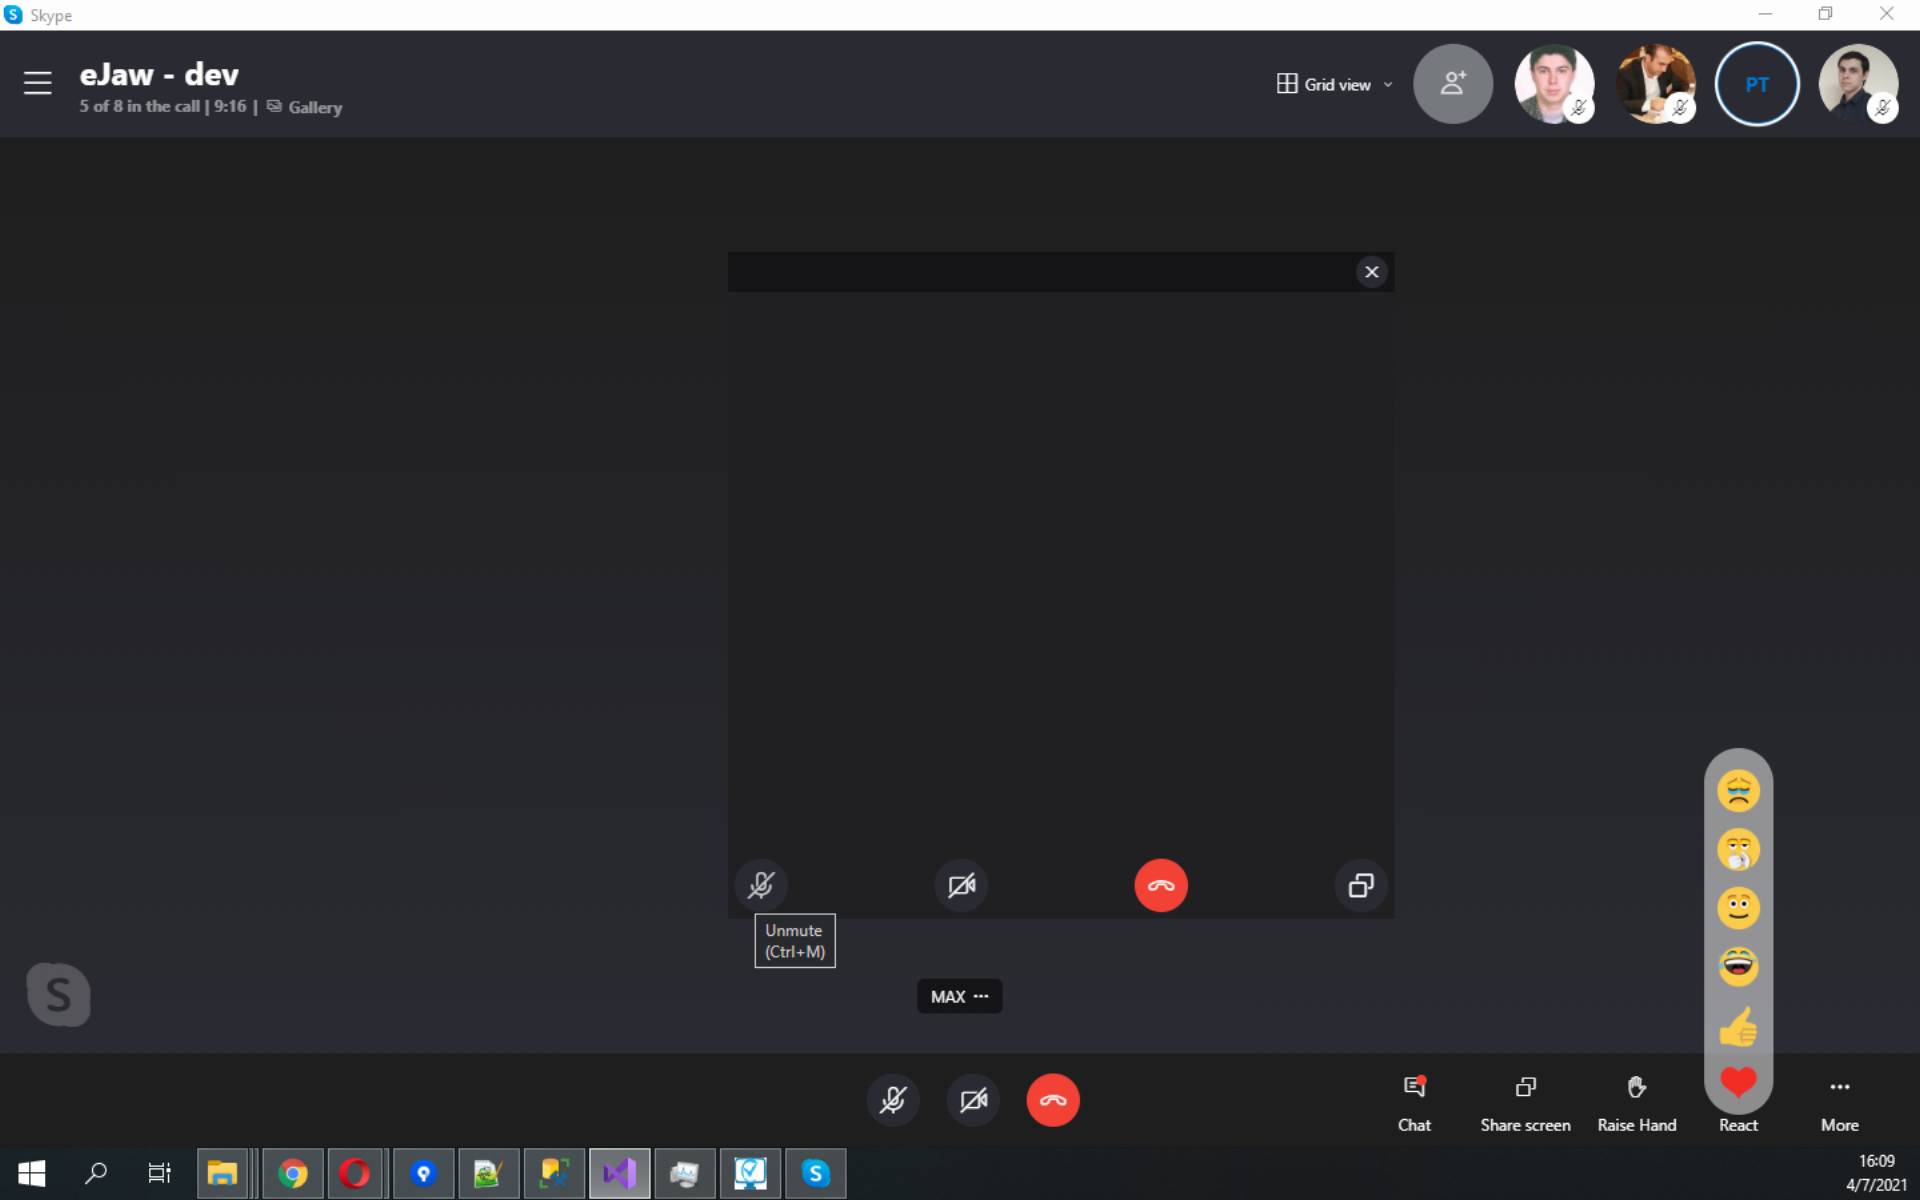 Skype
eJaw - dev
5 of 8 in the call | 9:16 | Gallery
Grid view
PT
Unmute
(Ctrl+M)
MAX ···
Chat
Share screen
Raise Hand
React
More
16:09
4/7/2021